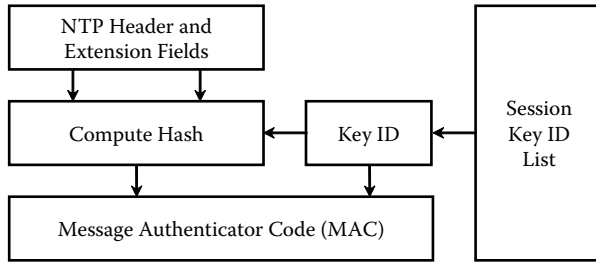 NTP Header and
Extension Fields
Compute Hash
Key ID
Session
Key ID
List
Message Authenticator Code (MAC)